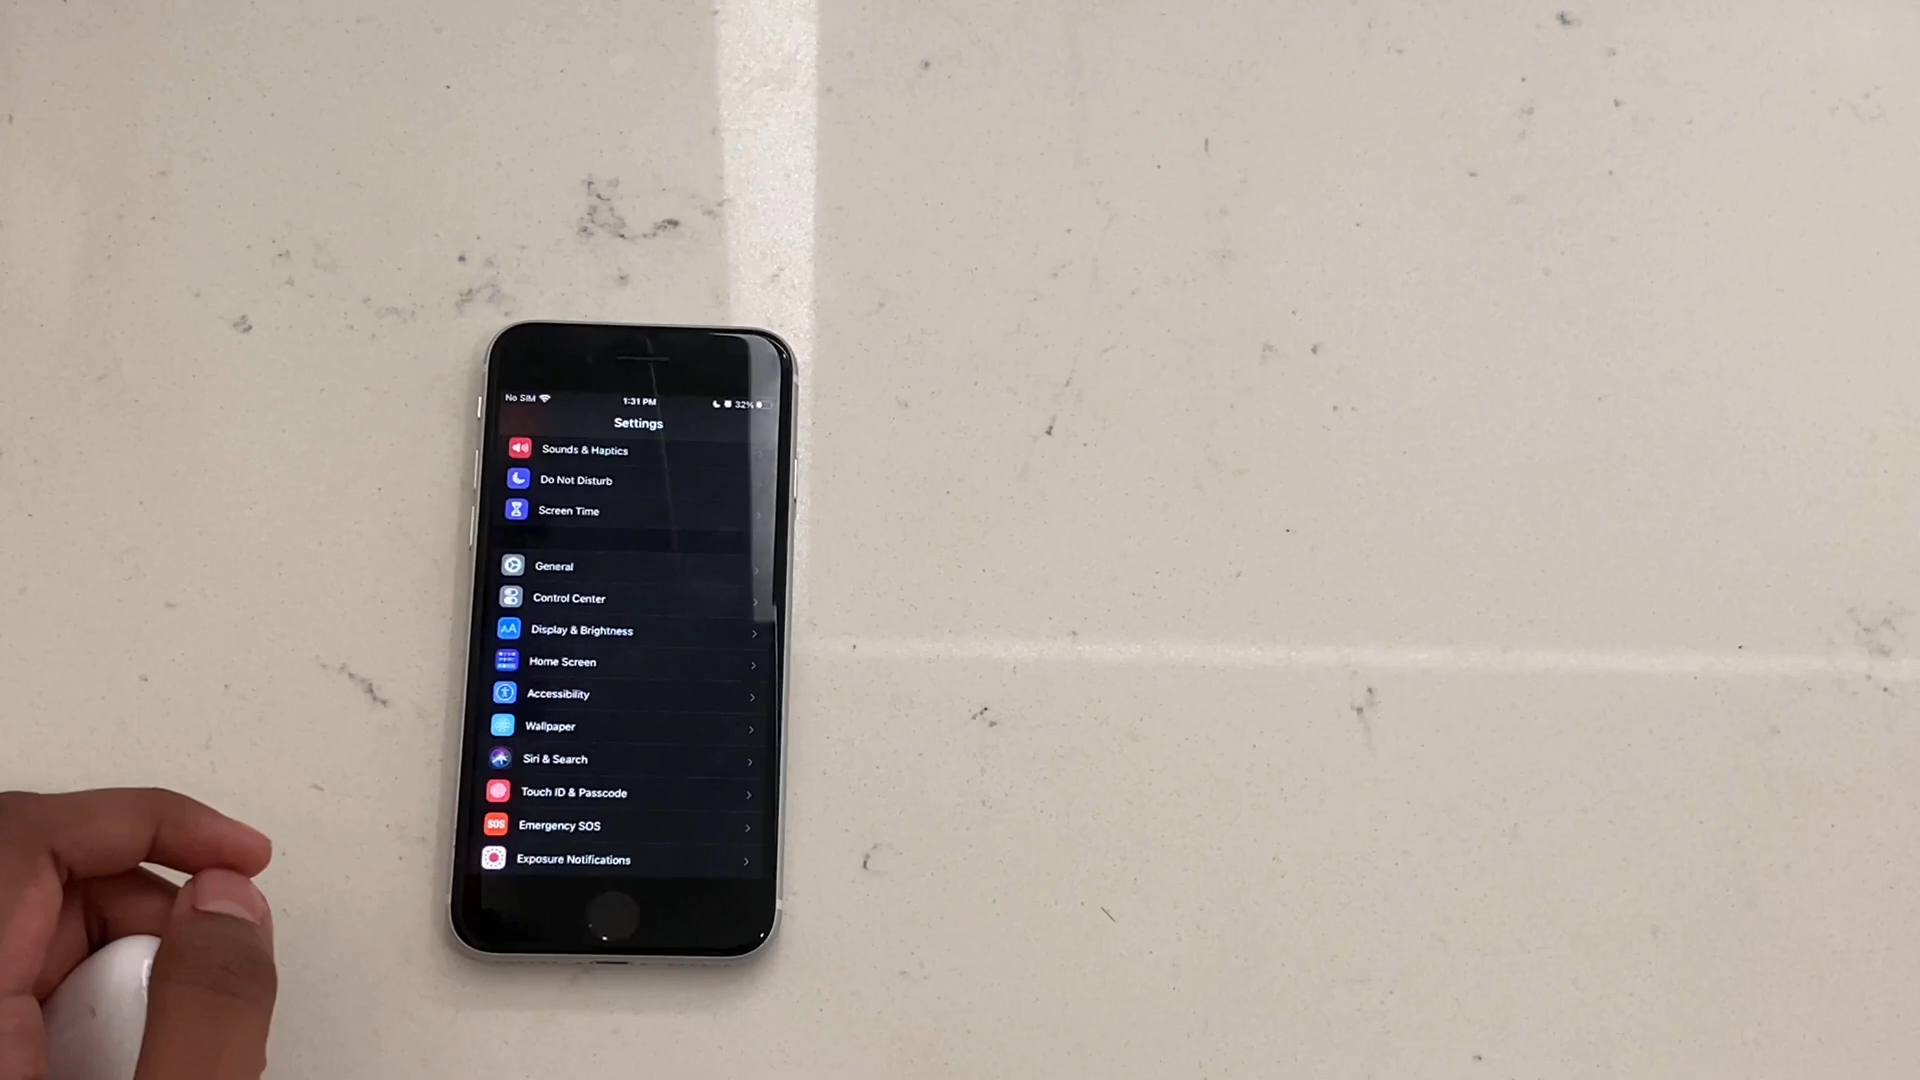 No SIM 1:31 PM 32%
Settings
Sounds & Haptics
Do Not Disturb
Screen Time
General
Control Center
AA Display & Brightness
Home Screen
Accessibility
Wallpaper
Siri & Search
Touch ID & Passcode
SOS Emergency SOS
Exposure Notifications